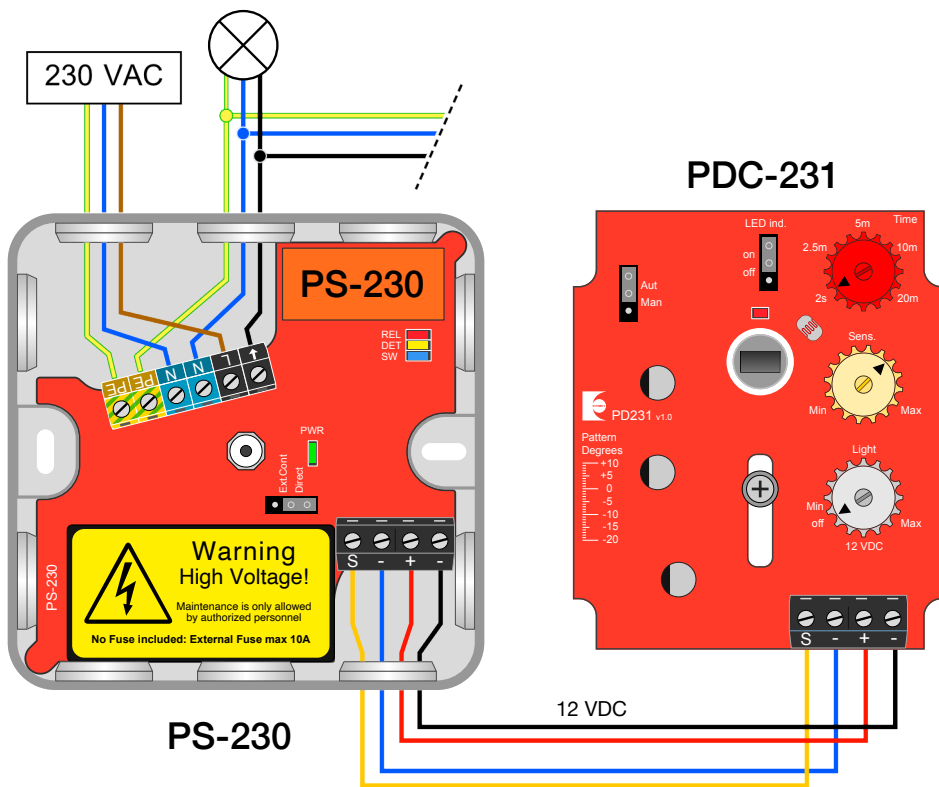 230 VAC
PDC-231
PS-230
REL
DET
SW
PE PE N N L ↑
PWR
Ext.Cont
Direct
S - + -
PS-230
Warning
High Voltage!
Maintenance is only allowed
by authorized personnel
No Fuse included: External Fuse max 10A
PS-230
12 VDC
LED ind.
on
off
Aut
Man
Time
2s
2.5m
5m
10m
20m
Sens.
Min
Max
PD231 v1.0
Pattern
Degrees
+10
+5
0
-5
-10
-15
-20
Light
Min
off
Max
12 VDC
S - + -